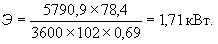 Э = 5790,9 × 78,4 / 3600 × 102 × 0,69 = 1,71 кВт.